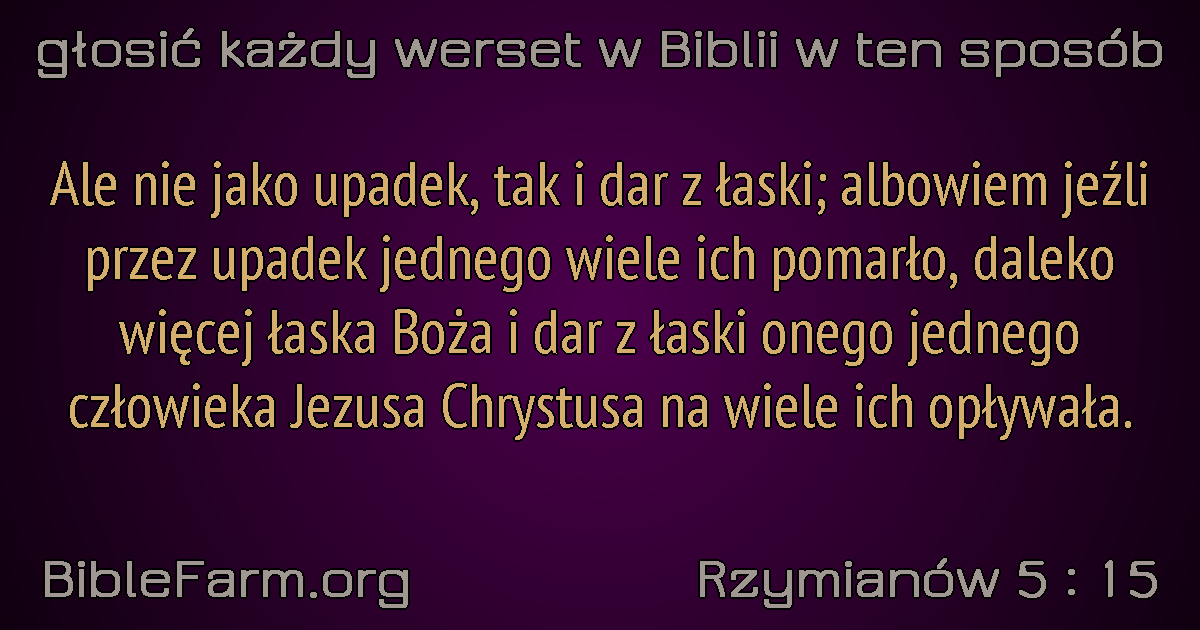 głosić każdy werset w Biblii w ten sposób
Ale nie jako upadek, tak i dar z łaski; albowiem jeźli
przez upadek jednego wiele ich pomarło, daleko
więcej łaska Boża i dar z łaski onego jednego
człowieka Jezusa Chrystusa na wiele ich opływała.
BibleFarm.org
Rzymianów 5 : 15